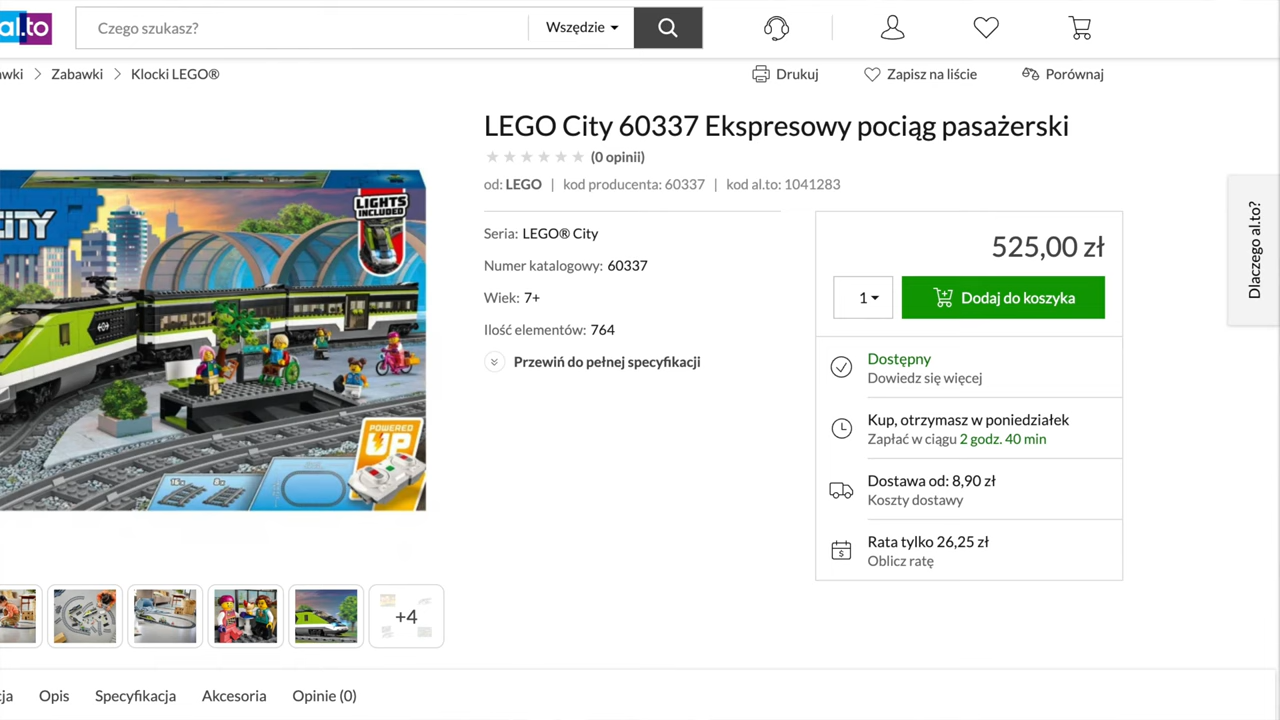 al.to
Czego szukasz?
Wszędzie
wki
Zabawki
Klocki LEGO®
Drukuj
Zapisz na liście
Porównaj
LEGO City 60337 Ekspresowy pociąg pasażerski
(0 opinii)
od: LEGO | kod producenta: 60337 | kod al.to: 1041283
Seria: LEGO® City
Numer katalogowy: 60337
Wiek: 7+
Ilość elementów: 764
Przewiń do pełnej specyfikacji
525,00 zł
1
Dodaj do koszyka
Dostępny
Dowiedz się więcej
Kup, otrzymasz w poniedziałek
Zapłać w ciągu 2 godz. 40 min
Dostawa od: 8,90 zł
Koszty dostawy
Rata tylko 26,25 zł
Oblicz ratę
Dlaczego al.to?
CITY
LIGHTS
INCLUDED
POWERED
UP
+4
cja
Opis
Specyfikacja
Akcesoria
Opinie (0)